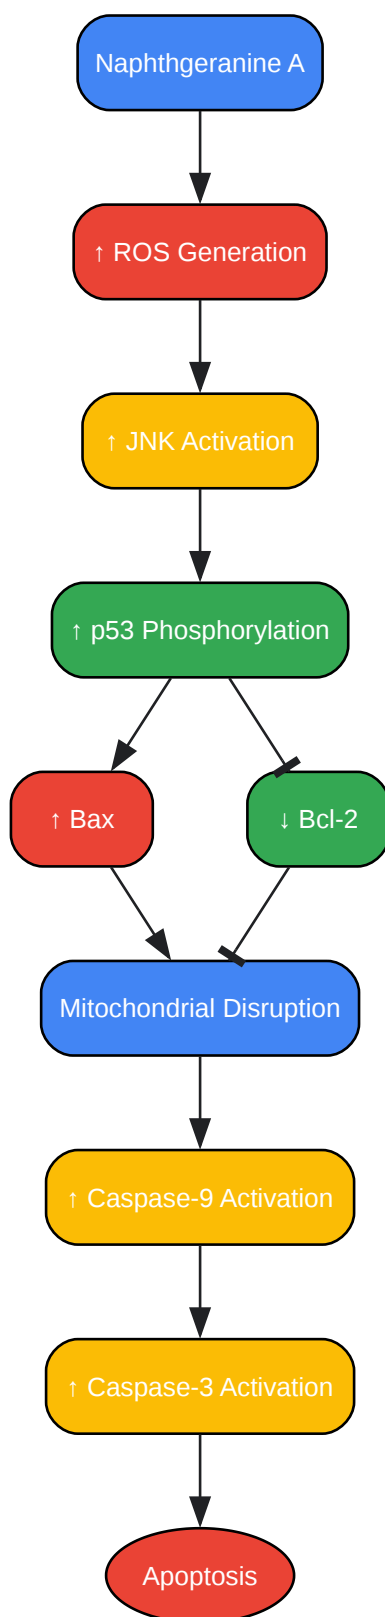 Naphthgeranine A
↑ ROS Generation
↑ JNK Activation
↑ p53 Phosphorylation
↑ Bax
↓ Bcl-2
Mitochondrial Disruption
↑ Caspase-9 Activation
↑ Caspase-3 Activation
Apoptosis